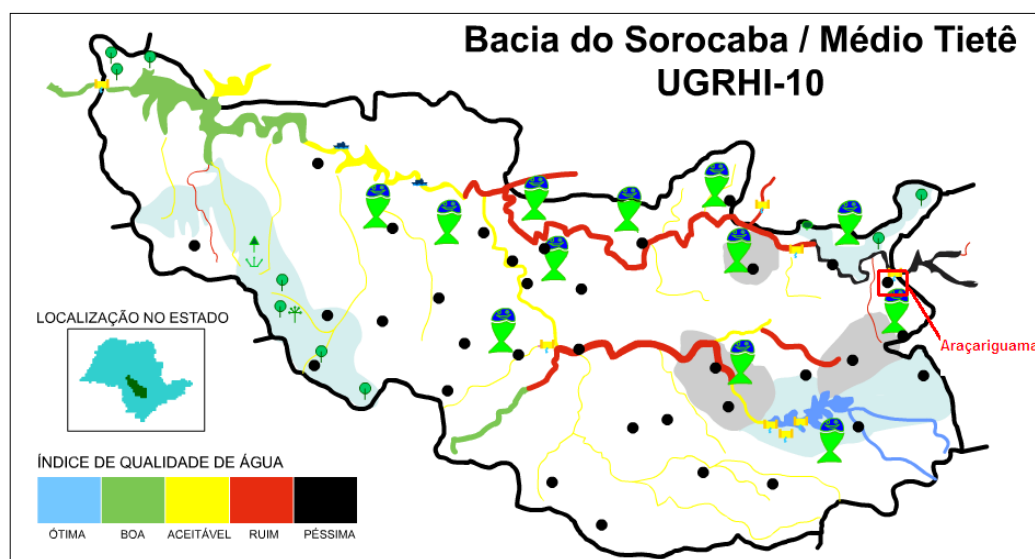 Bacia do Sorocaba / Médio Tietê
UGRHI-10
Araçariguama
LOCALIZAÇÃO NO ESTADO
ÍNDICE DE QUALIDADE DE ÁGUA
ÓTIMA BOA ACEITÁVEL RUIM PÉSSIMA